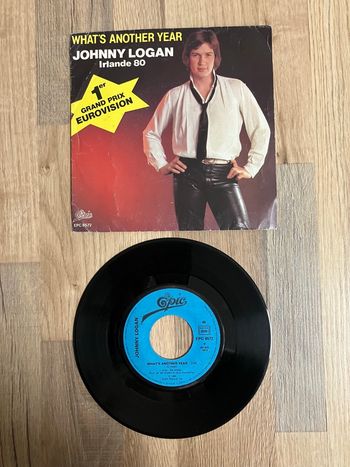 WHAT'S ANOTHER YEAR
JOHNNY LOGAN
Irlande 80
1er
GRAND PRIX
EUROVISION
Epic
EPC 8572
Epic
JOHNNY LOGAN
EPC 8572
WHAT'S ANOTHER YEAR